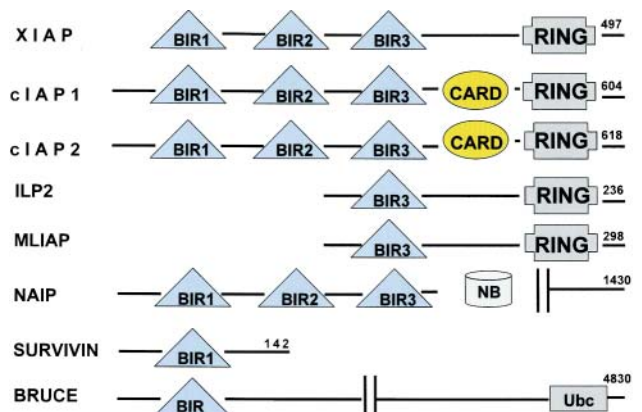 XIAP BIR1 BIR2 BIR3 RING 497
cIAP1 BIR1 BIR2 BIR3 CARD RING 604
cIAP2 BIR1 BIR2 BIR3 CARD RING 618
ILP2 BIR3 RING 236
MLIAP BIR3 RING 298
NAIP BIR1 BIR2 BIR3 NB 1430
SURVIVIN BIR1 142
BRUCE BIR Ubc 4830